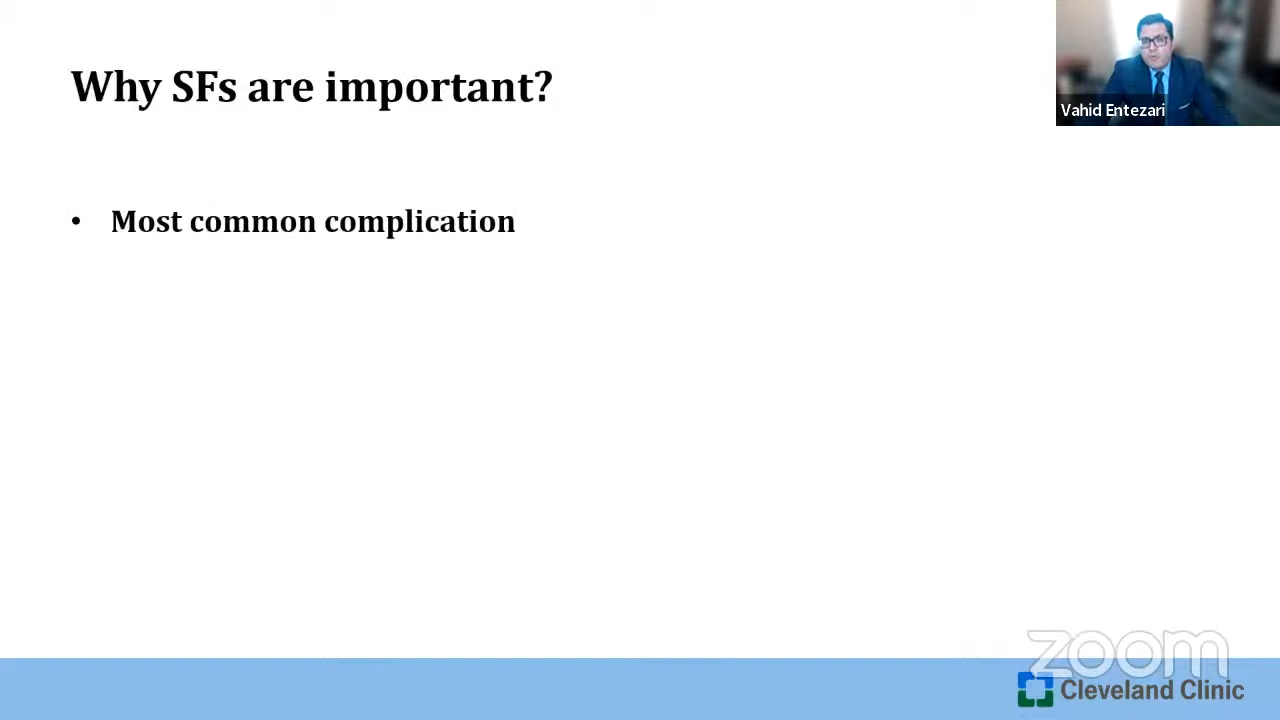 Why SFs are important?
Vahid Entezari
• Most common complication
zoom
Cleveland Clinic